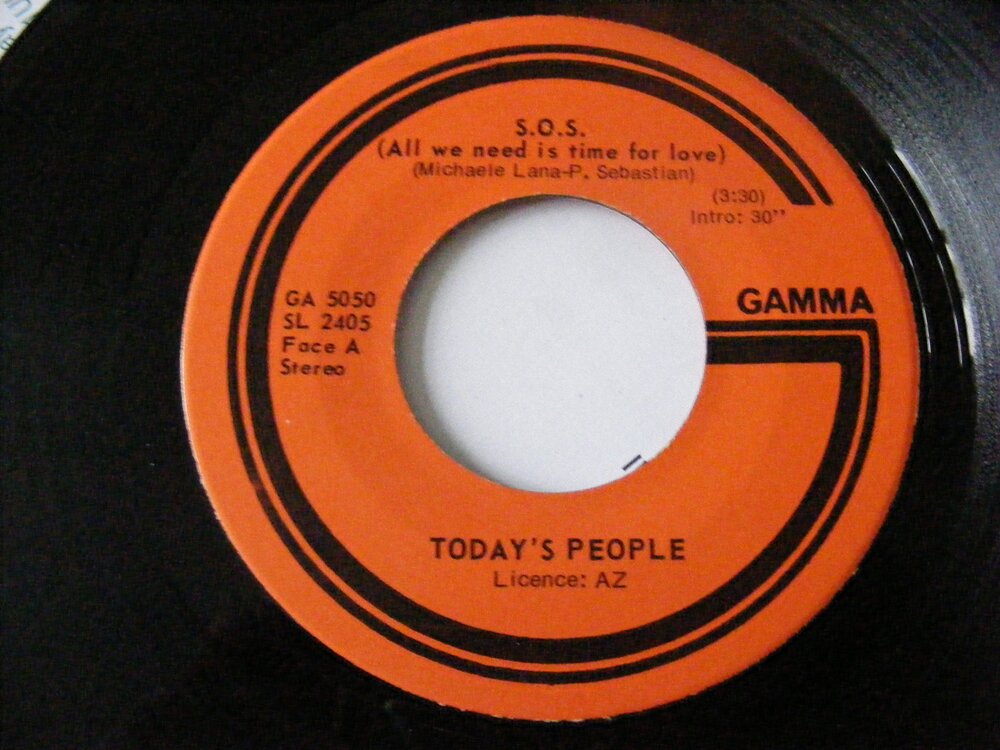 S.O.S.
(All we need is time for love)
(Michaele Lana-P. Sebastian)
(3:30)
Intro: 30''
GAMMA
GA 5050
SL 2405
Face A
Stereo
TODAY'S PEOPLE
Licence: AZ